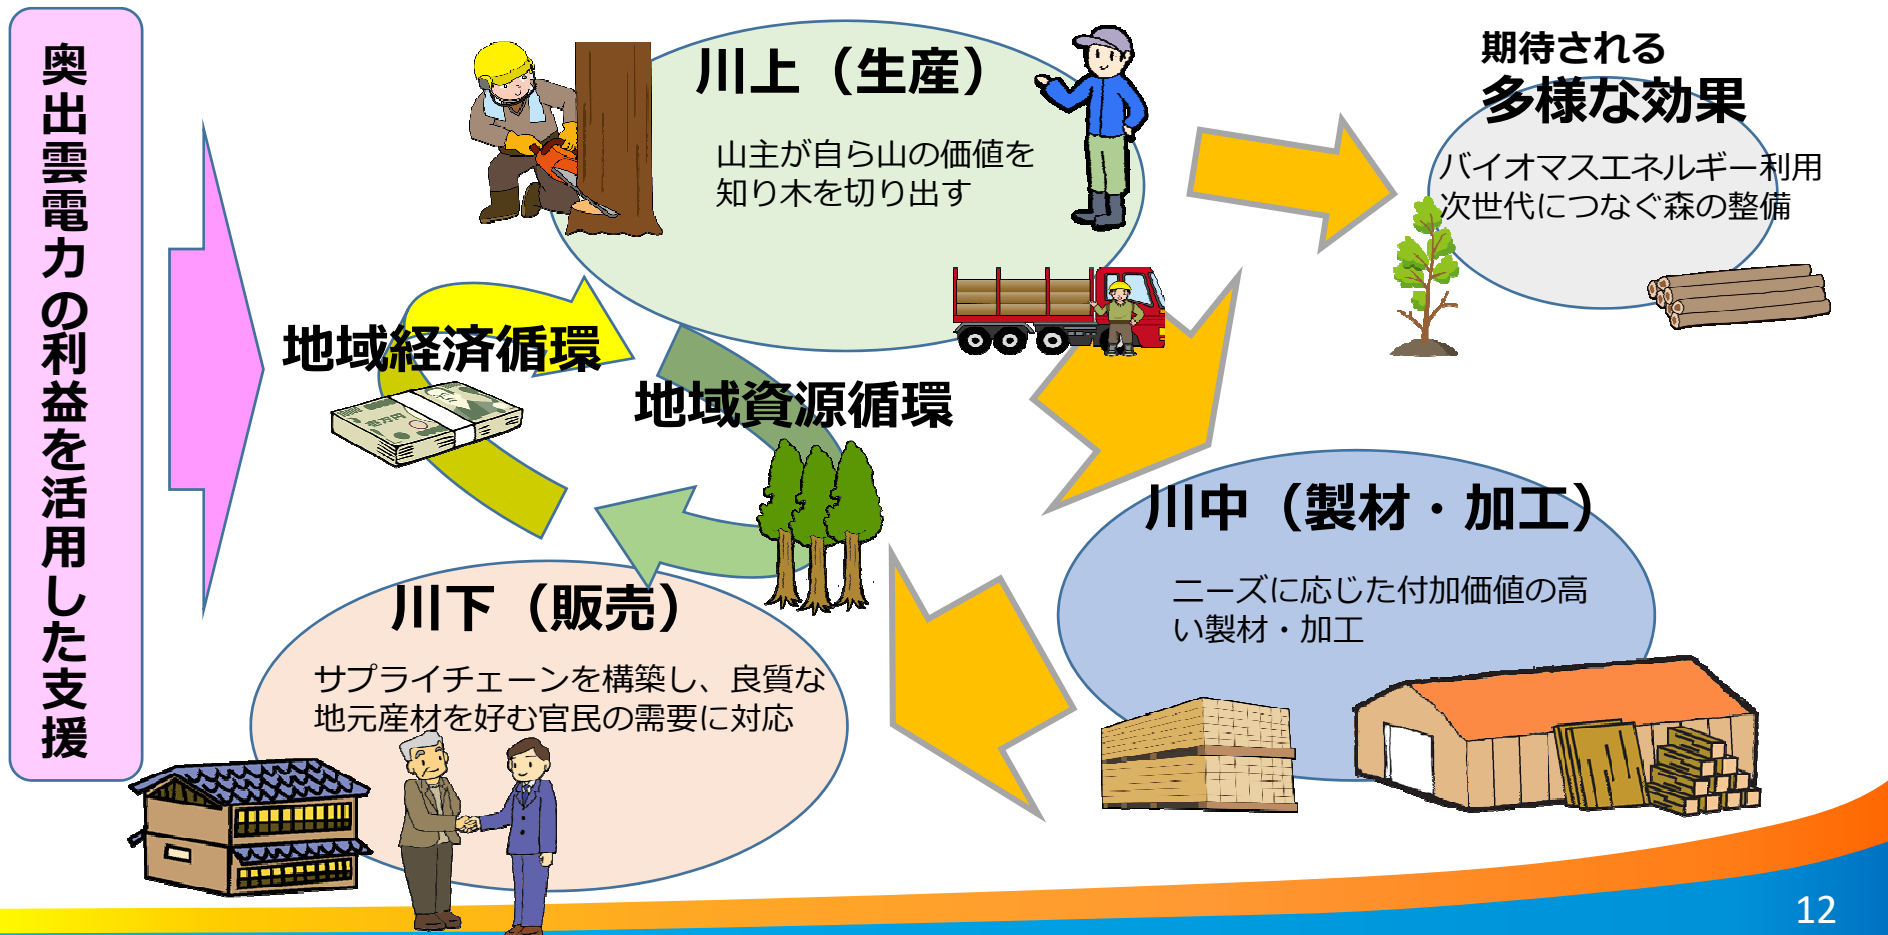 奥出雲電力の利益を活用した支援
川上（生産）
山主が自ら山の価値を
知り木を切り出す
期待される
多様な効果
バイオマスエネルギー利用
次世代につなぐ森の整備
地域経済循環
壱万円
地域資源循環
川中（製材・加工）
ニーズに応じた付加価値の高
い製材・加工
川下（販売）
サプライチェーンを構築し、良質な
地元産材を好む官民の需要に対応
12